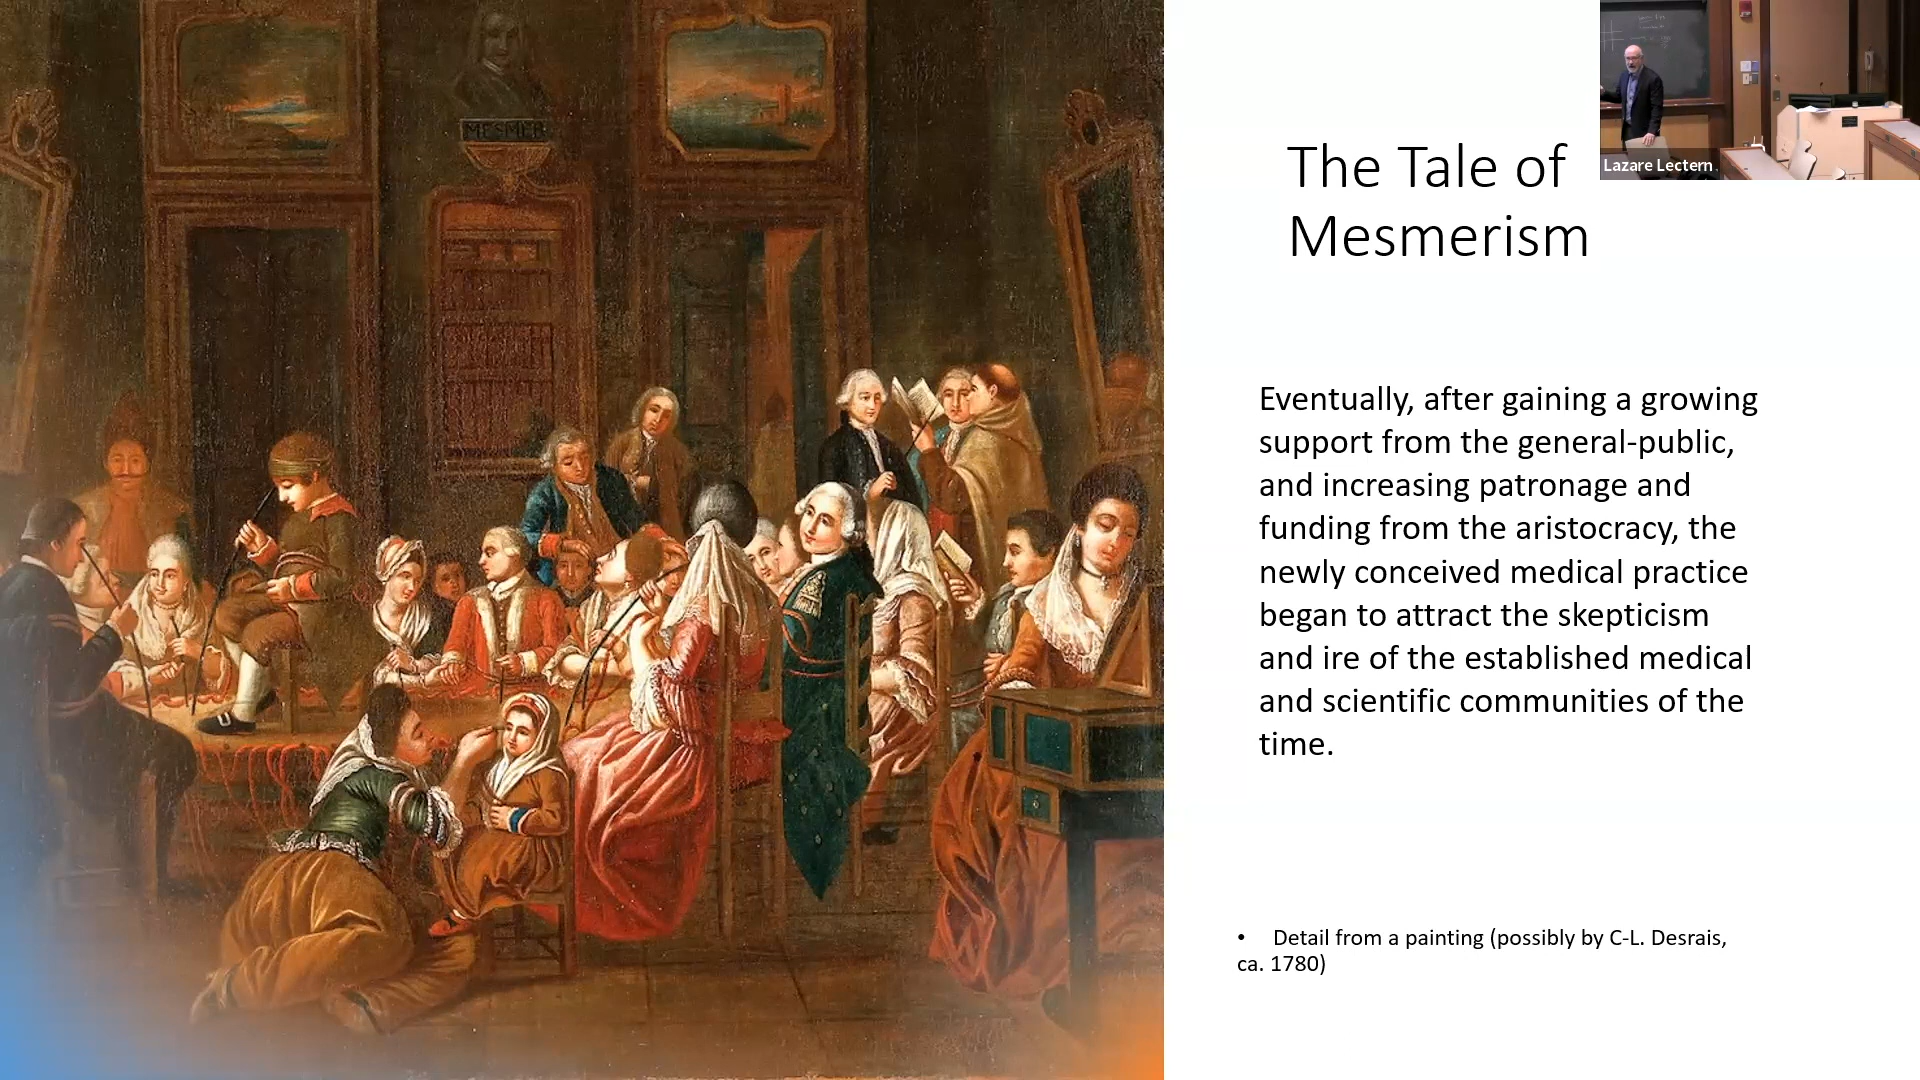 MESMER
The Tale of
Mesmerism
Lazare Lectern
Eventually, after gaining a growing
support from the general-public,
and increasing patronage and
funding from the aristocracy, the
newly conceived medical practice
began to attract the skepticism
and ire of the established medical
and scientific communities of the
time.
• Detail from a painting (possibly by C-L. Desrais,
ca. 1780)